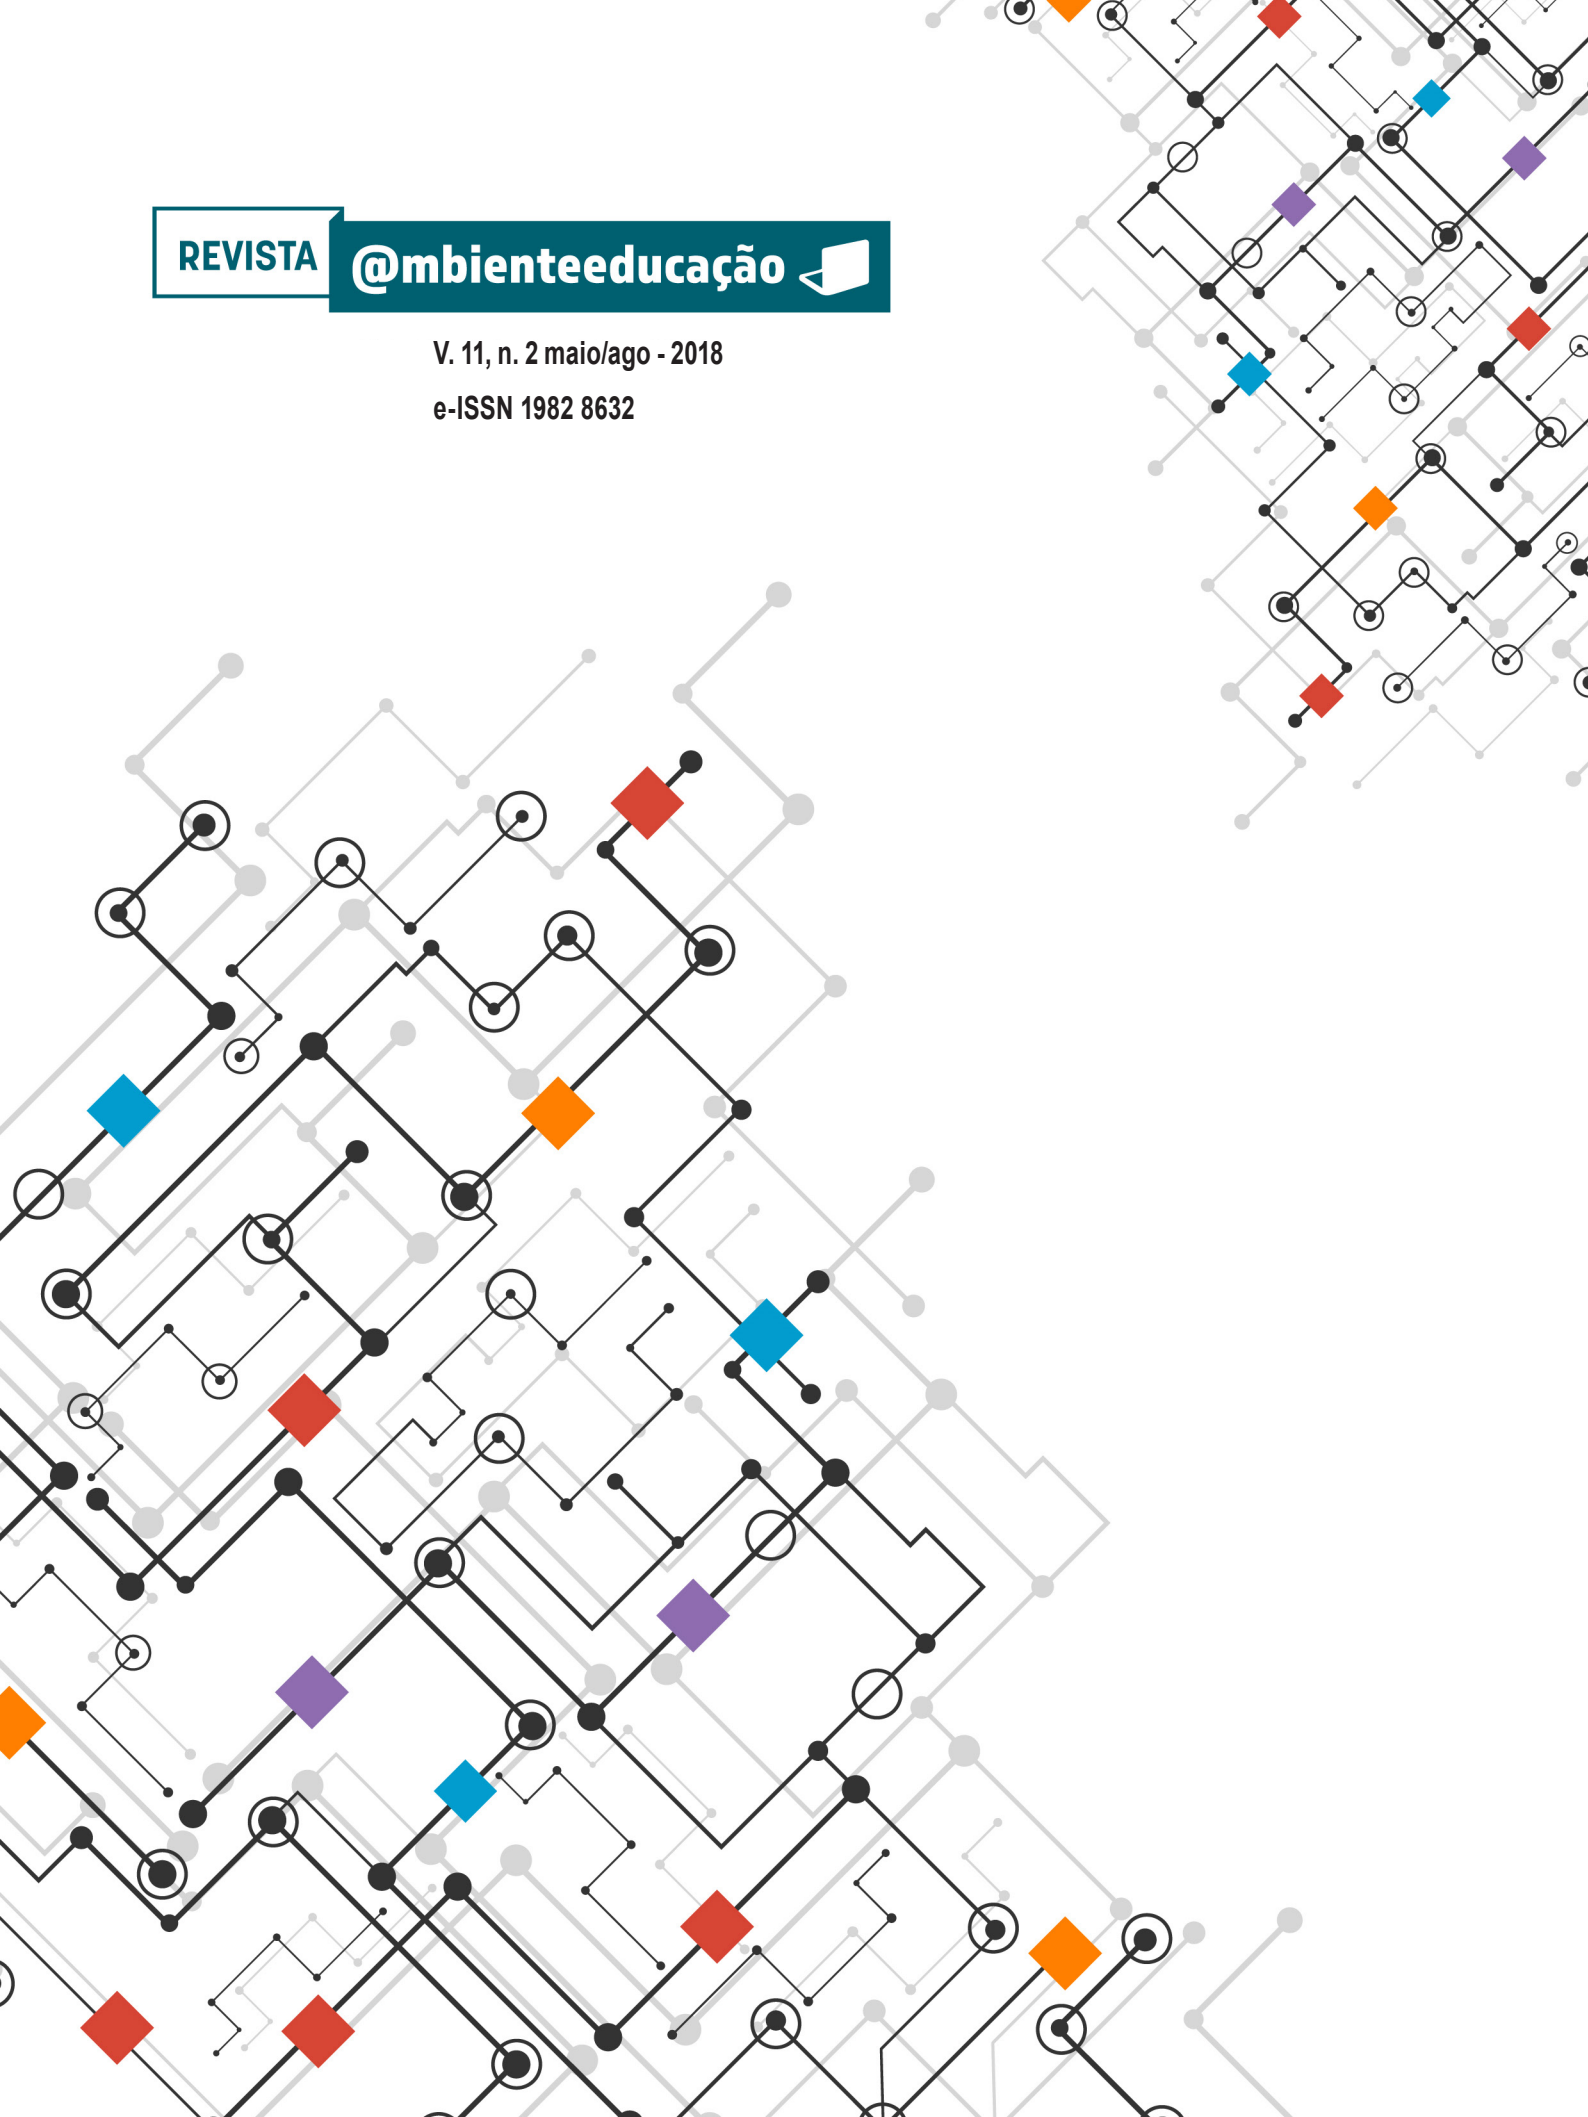 REVISTA @mbienteeducação
V. 11, n. 2 maio/ago - 2018
e-ISSN 1982 8632